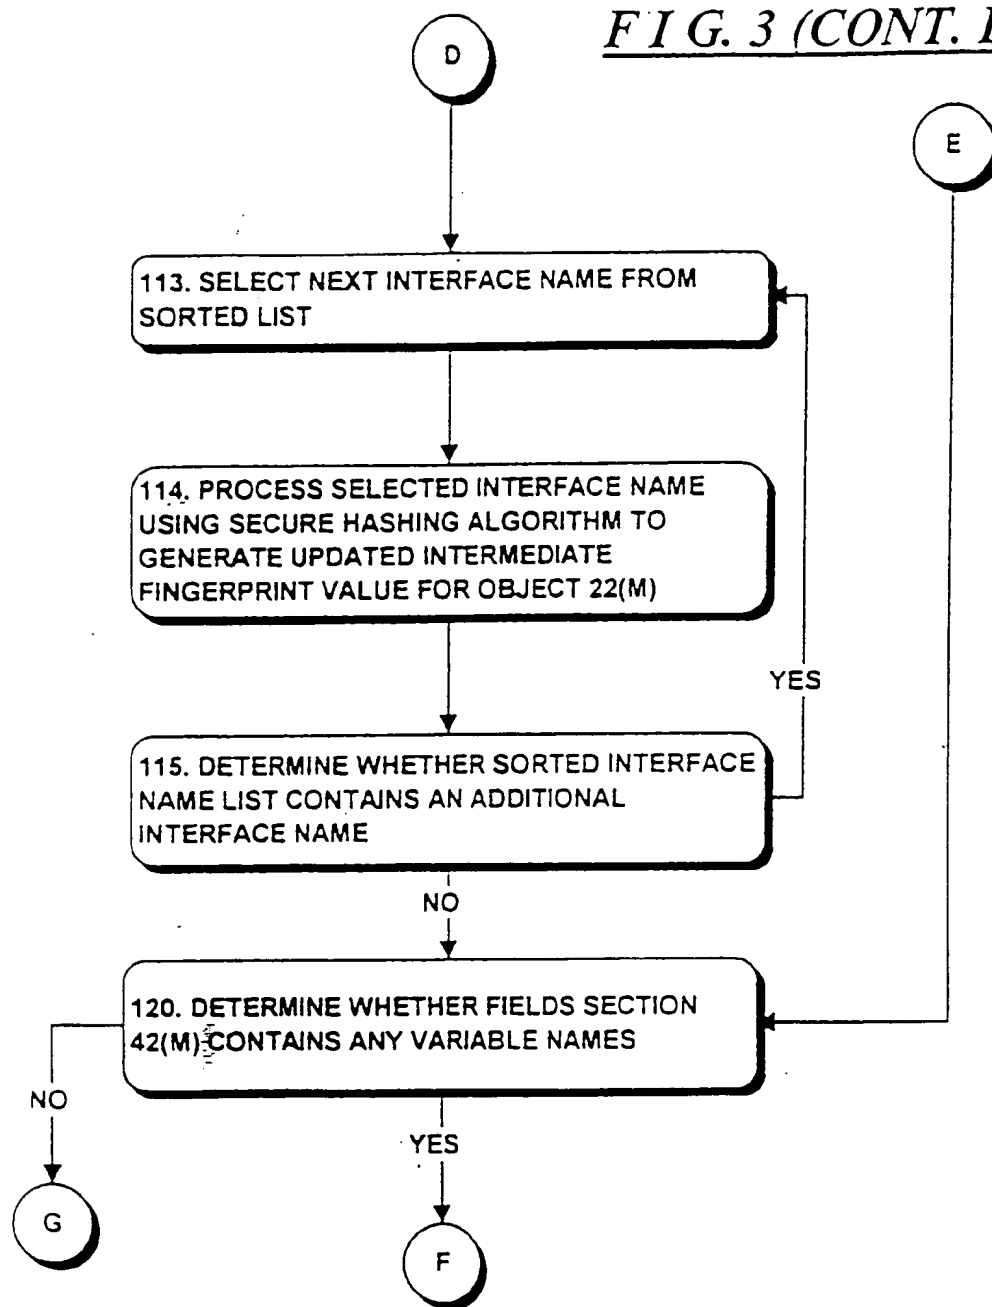 F I G. 3 (CONT.
D
E
113. SELECT NEXT INTERFACE NAME FROM
SORTED LIST
114. PROCESS SELECTED INTERFACE NAME
USING SECURE HASHING ALGORITHM TO
GENERATE UPDATED INTERMEDIATE
FINGERPRINT VALUE FOR OBJECT 22(M)
YES
115. DETERMINE WHETHER SORTED INTERFACE
NAME LIST CONTAINS AN ADDITIONAL
INTERFACE NAME
NO
120. DETERMINE WHETHER FIELDS SECTION
42(M) CONTAINS ANY VARIABLE NAMES
NO
YES
G
F